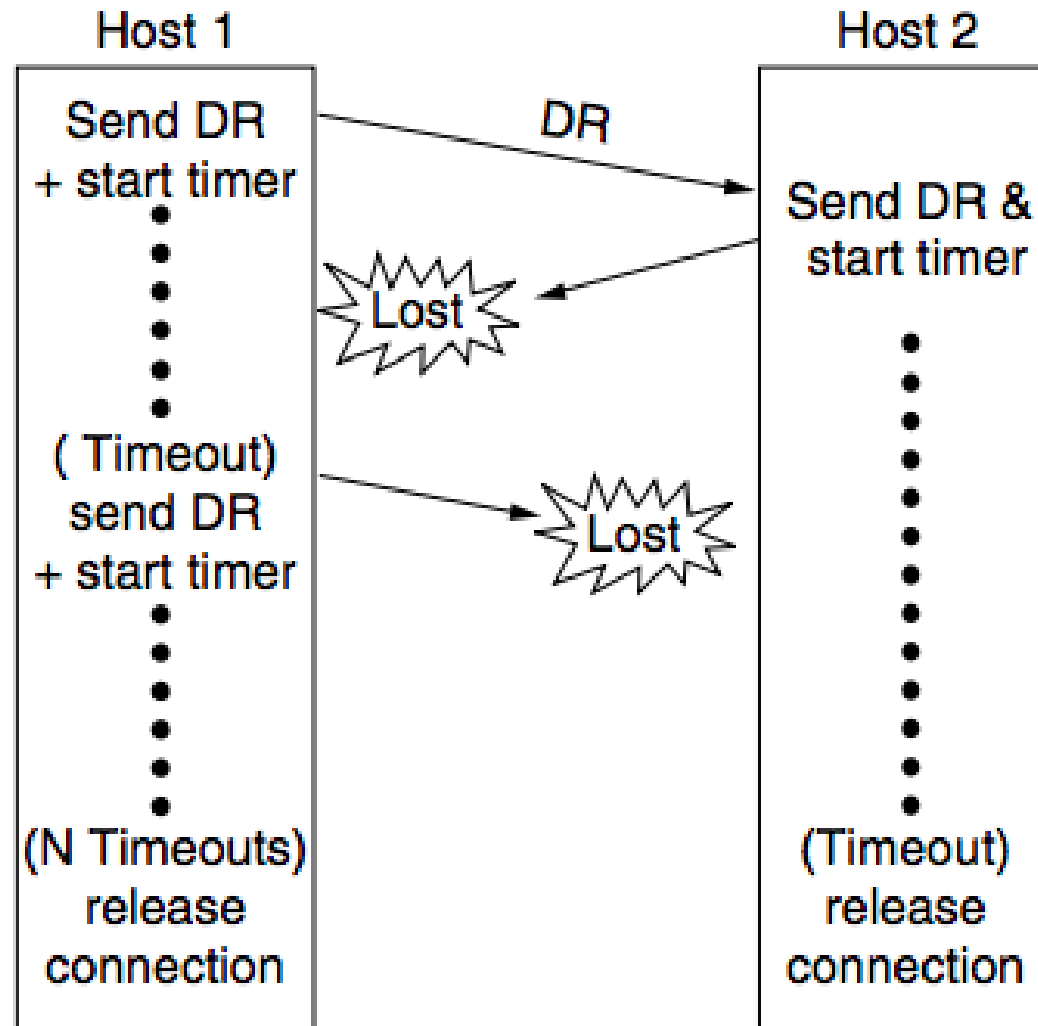 Host 1
Host 2
Send DR
+ start timer
DR
Send DR &
start timer
Lost
( Timeout)
send DR
+ start timer
Lost
(N Timeouts)
release
connection
(Timeout)
release
connection